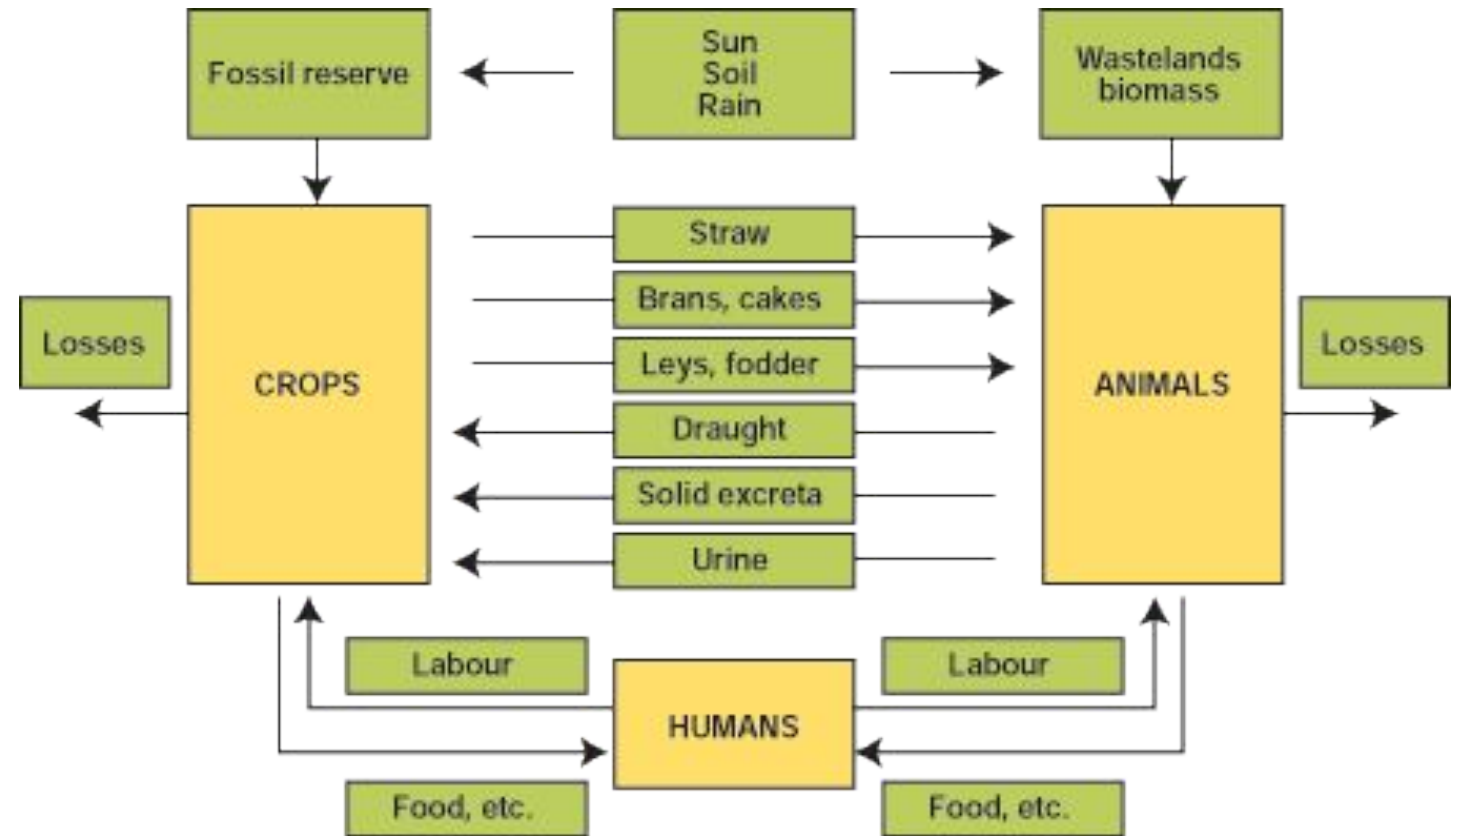 Fossil reserve
Sun
Soil
Rain
Wastelands
biomass
Straw
Brans, cakes
Losses
Leys, fodder
Losses
CROPS
ANIMALS
Draught
Solid excreta
Urine
Labour
Labour
HUMANS
Food, etc.
Food, etc.